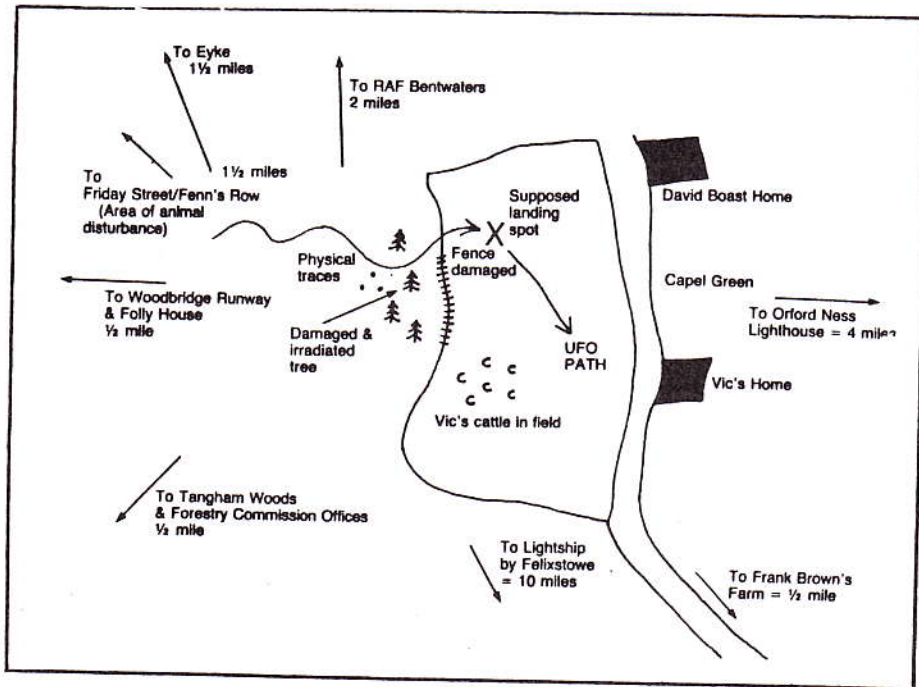 To Eyke
1½ miles
To RAF Bentwaters
2 miles
1½ miles
To
Friday Street/Fenn's Row
(Area of animal
disturbance)
Supposed
landing
spot
X
David Boast Home
Physical
traces
Fence
damaged
Capel Green
To Woodbridge Runway
& Folly House
½ mile
To Orford Ness
Lighthouse = 4 miles
Damaged &
irradiated
tree
UFO
PATH
Vic's Home
Vic's cattle in field
To Tangham Woods
& Forestry Commission Offices
½ mile
To Lightship
by Felixstowe
= 10 miles
To Frank Brown's
Farm = ½ mile